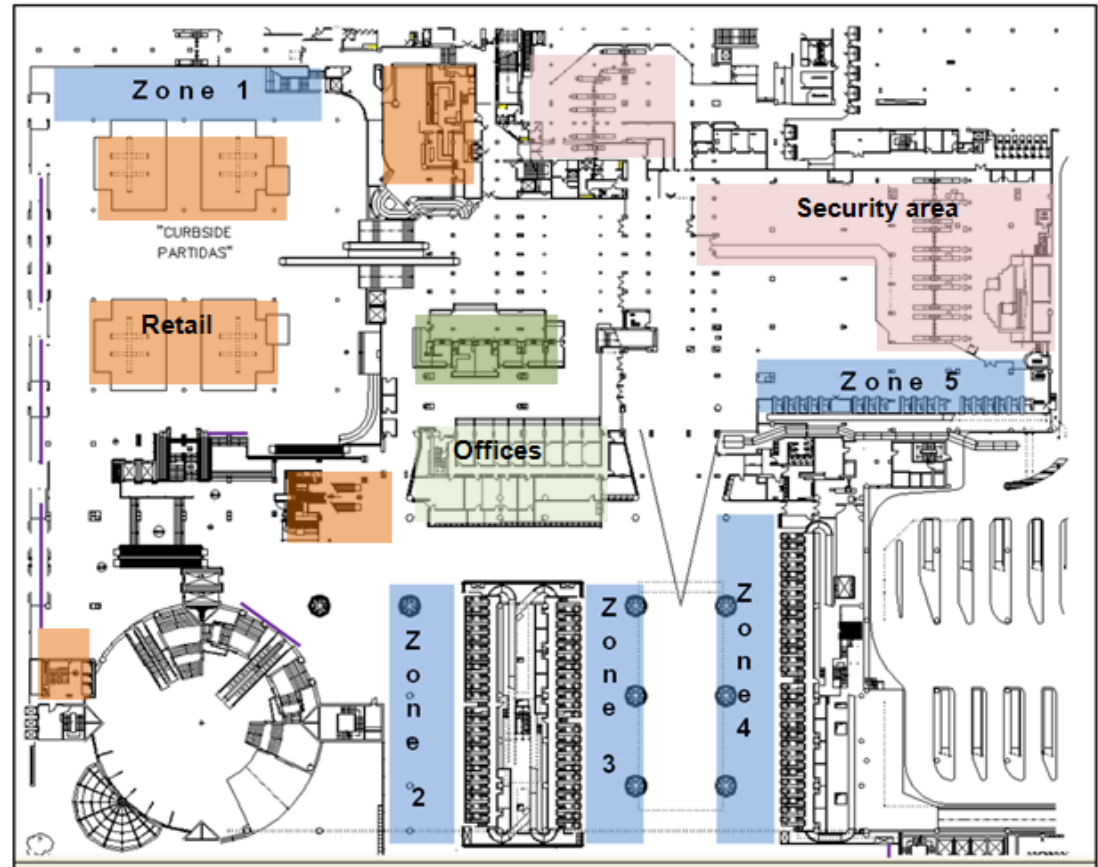 Zone 1
Security area
"CURBSIDE
PARTIDAS"
Retail
Zone 5
Offices
Zone 2
Zone 3
Zone 4